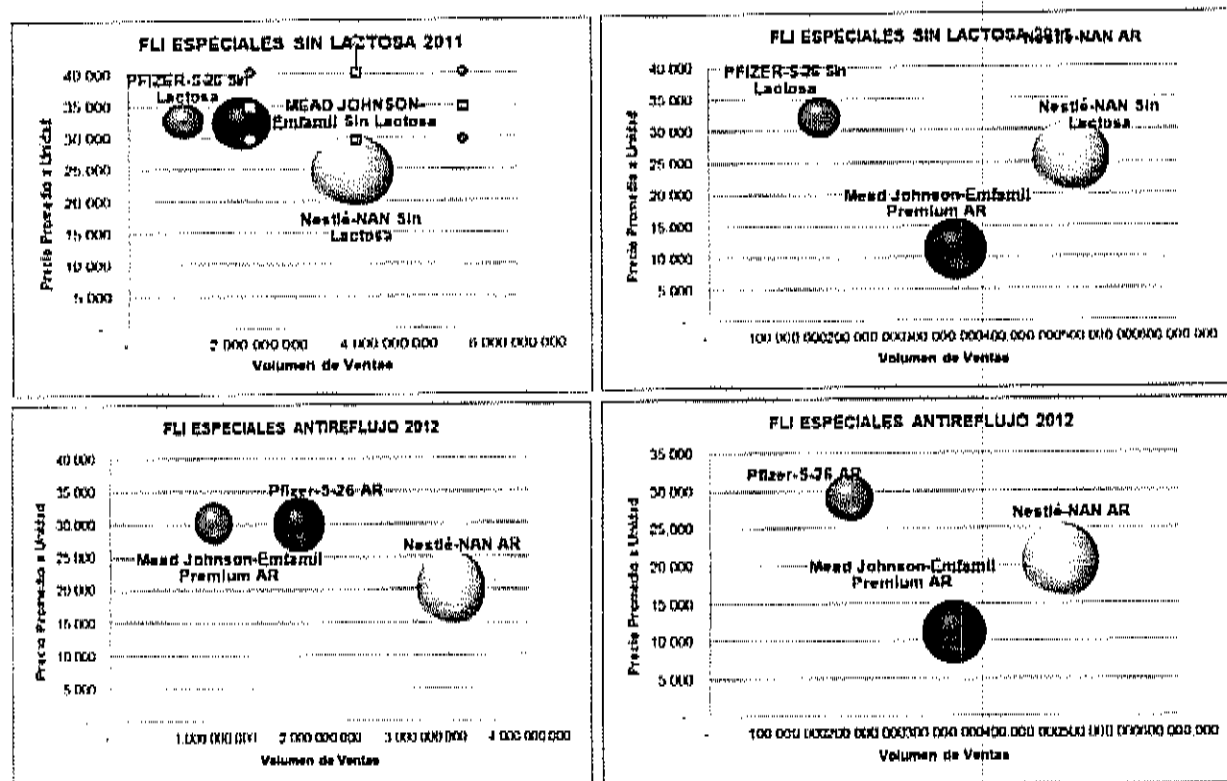 FLI ESPECIALES SIN LACTOSA 2011
PFIZER-S-26 Sin
Lactosa
MEAD JOHNSON-
Emfamil Sin Lactosa
Nestlé-NAN Sin
Lactosa
Precio Promedio x Unidad
40 000
35 000
30 000
25 000
20 000
15 000
10 000
5 000
-
-
2 000 000 000
4 000 000 000
6 000 000 000
Volumen de Ventas
FLI ESPECIALES SIN LACTOSA
Nestlé-NAN AR
PFIZER-S-26 Sin
Lactosa
Nestlé-NAN Sin
Lactosa
Mead Johnson-Emfamil
Premium AR
Precio Promedio x Unidad
40 000
35 000
30 000
25 000
20 000
15 000
10 000
5 000
-
-
100 000 000
Volumen de Ventas
FLI ESPECIALES ANTIREFLUJO 2012
Pfizer-S-26 AR
Nestlé-NAN AR
Mead Johnson-Emfamil
Premium AR
Precio Promedio x Unidad
40 000
35 000
30 000
25 000
20 000
15 000
10 000
5 000
-
-
1 000 000 000
2 000 000 000
3 000 000 000
4 000 000 000
Volumen de Ventas
FLI ESPECIALES ANTIREFLUJO 2012
Pfizer-S-26 AR
Nestlé-NAN AR
Mead Johnson-Emfamil
Premium AR
Precio Promedio x Unidad
35 000
30 000
25,000
20 000
15 000
10 000
5 000
-
-
100 000 000
Volumen de Ventas